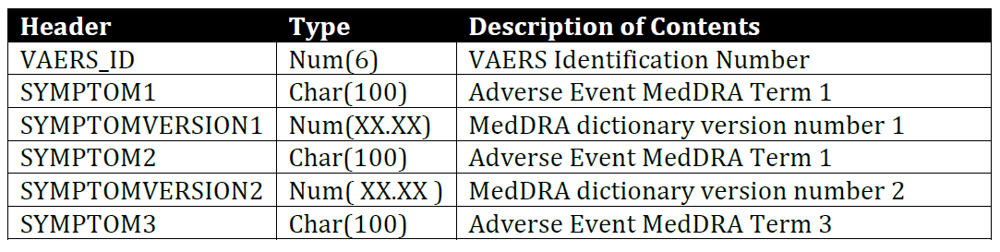 Header Type Description of Contents
VAERS_ID Num(6) VAERS Identification Number
SYMPTOM1 Char(100) Adverse Event MedDRA Term 1
SYMPTOMVERSION1 Num(XX.XX) MedDRA dictionary version number 1
SYMPTOM2 Char(100) Adverse Event MedDRA Term 1
SYMPTOMVERSION2 Num( XX.XX ) MedDRA dictionary version number 2
SYMPTOM3 Char(100) Adverse Event MedDRA Term 3